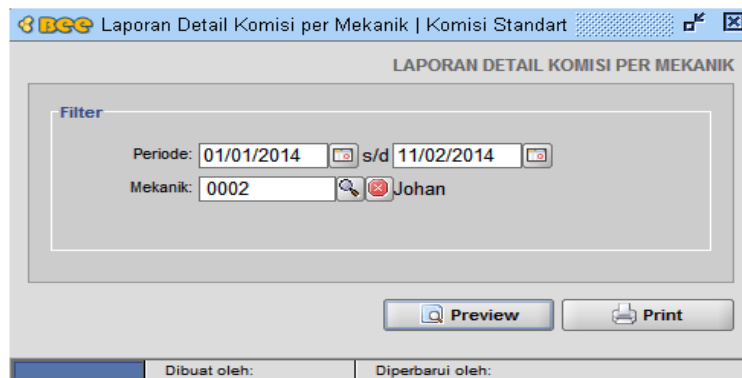 Bee Laporan Detail Komisi per Mekanik | Komisi Standart
LAPORAN DETAIL KOMISI PER MEKANIK
Filter
Periode: 01/01/2014 s/d 11/02/2014
Mekanik: 0002 Johan
Preview Print
Dibuat oleh: Diperbarui oleh: